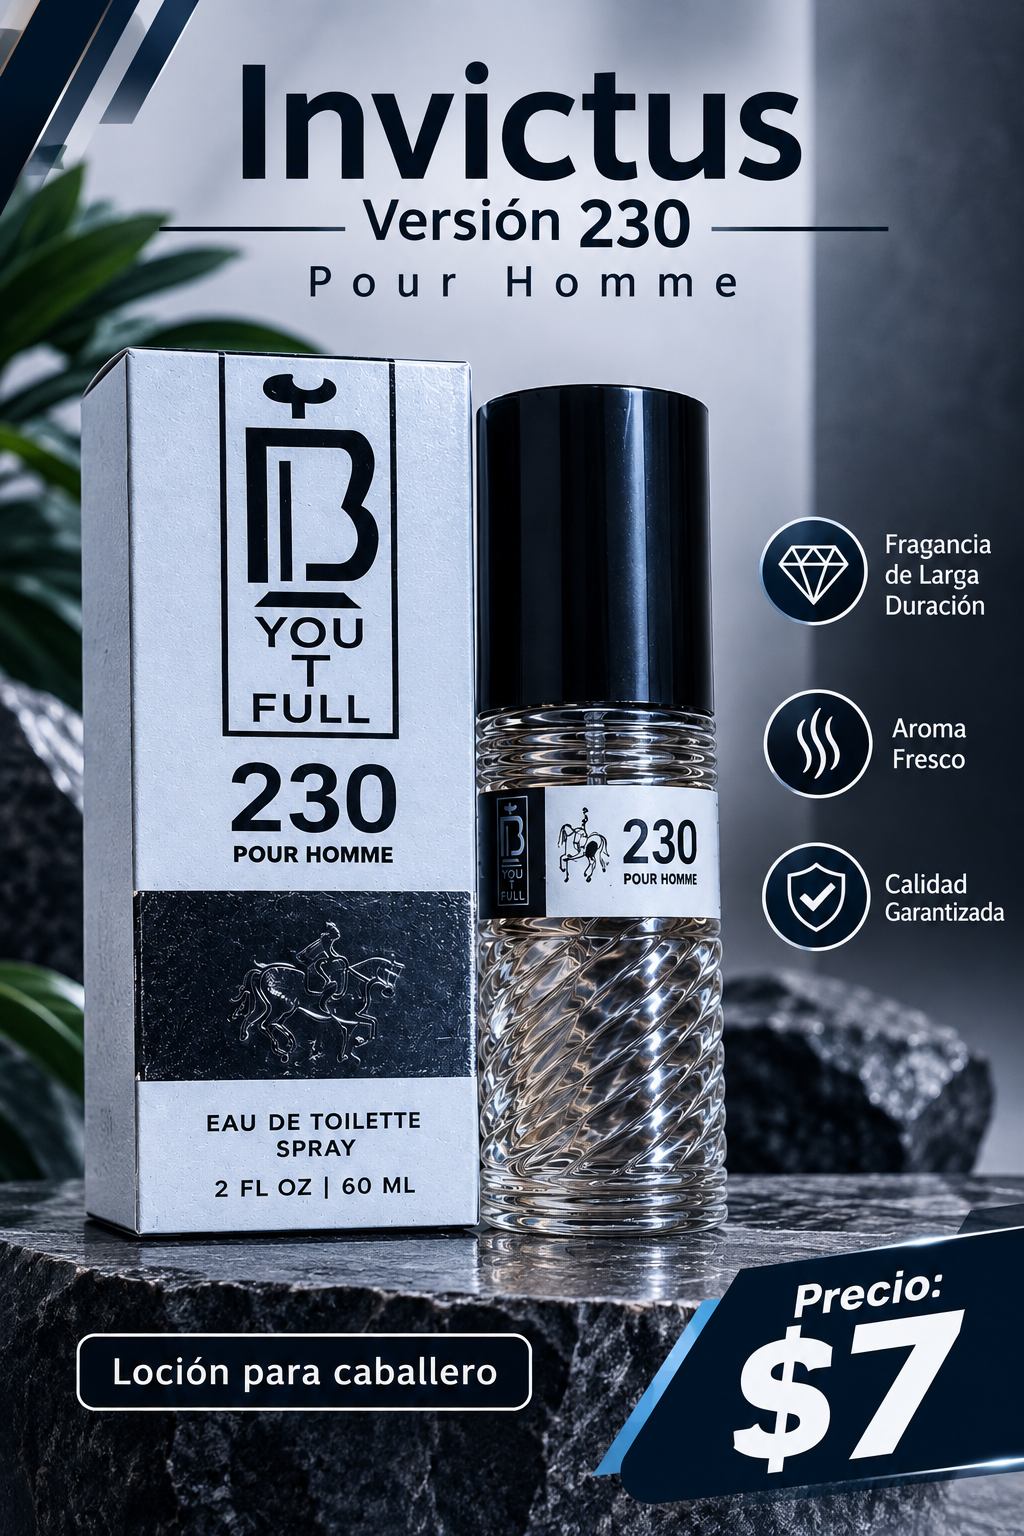 Invictus
Versión 230
Pour Homme
B
YOU
T
FULL
230
POUR HOMME
EAU DE TOILETTE
SPRAY
2 FL OZ | 60 ML
B
YOU
T
FULL
230
POUR HOMME
Fragancia
de Larga
Duración
Aroma
Fresco
Calidad
Garantizada
Loción para caballero
Precio:
$7